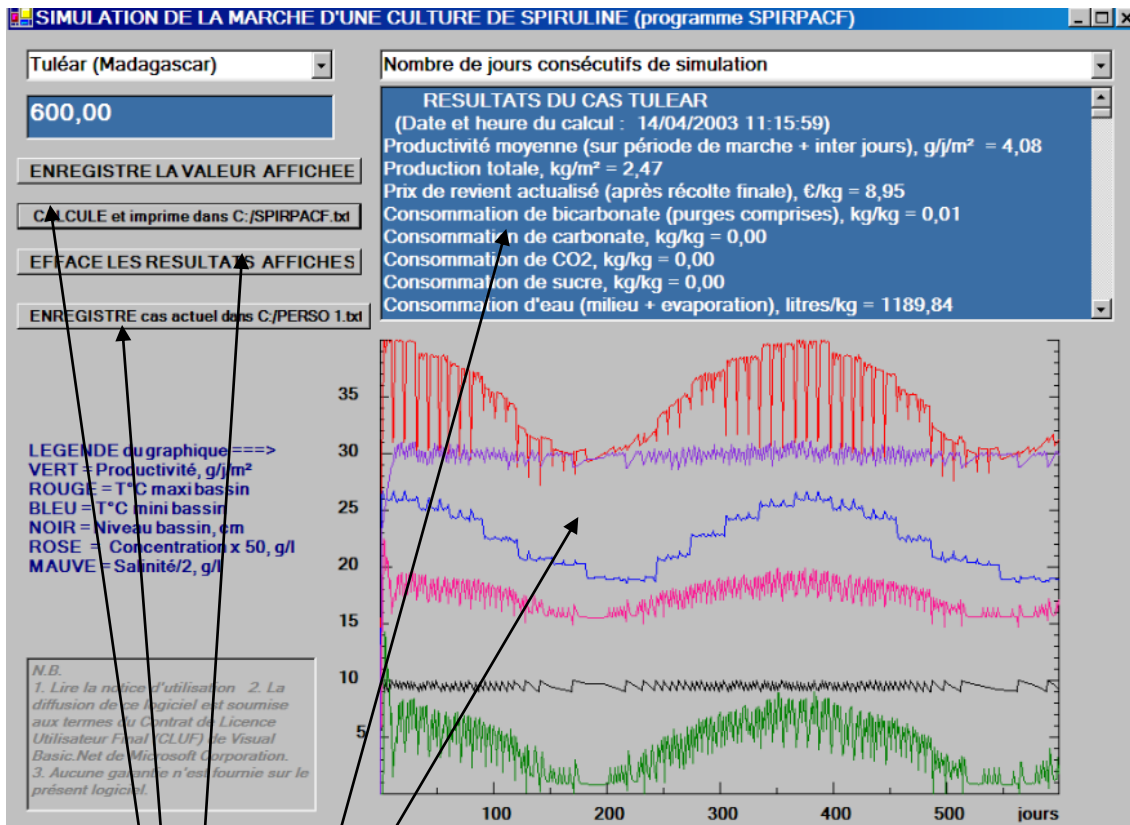 SIMULATION DE LA MARCHE D'UNE CULTURE DE SPIRULINE (programme SPIRPACF)
Tuléar (Madagascar)
Nombre de jours consécutifs de simulation
600,00
ENREGISTRE LA VALEUR AFFICHEE
CALCULE et imprime dans C:/SPIRPACF.txt
EFFACE LES RESULTATS AFFICHES
ENREGISTRE cas actuel dans C:/PERSO 1.txt
RESULTATS DU CAS TULEAR
(Date et heure du calcul : 14/04/2003 11:15:59)
Productivité moyenne (sur période de marche + inter jours), g/j/m² = 4,08
Production totale, kg/m² = 2,47
Prix de revient actualisé (après récolte finale), €/kg = 8,95
Consommation de bicarbonate (purges comprises), kg/kg = 0,01
Consommation de carbonate, kg/kg = 0,00
Consommation de CO2, kg/kg = 0,00
Consommation de sucre, kg/kg = 0,00
Consommation d'eau (milieu + evaporation), litres/kg = 1189,84
LEGENDE du graphique ===>
VERT = Productivité, g/j/m²
ROUGE = T°C maxi bassin
BLEU = T°C mini bassin
NOIR = Niveau bassin, cm
ROSE = Concentration x 50, g/l
MAUVE = Salinité/2, g/l
N.B.
1. Lire la notice d'utilisation 2. La
diffusion de ce logiciel est soumise
aux termes du Contrat de Licence
Utilisateur Final (CLUF) de Visual
Basic.Net de Microsoft Corporation.
3. Aucune garantie n'est fournie sur le
présent logiciel.
35
30
25
20
15
10
5
100 200 300 400 500 jours